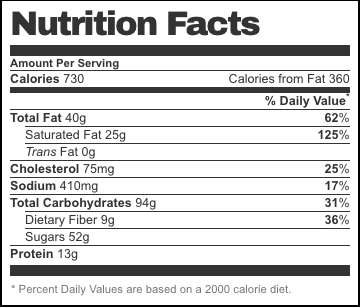 Nutrition Facts
Amount Per Serving
Calories 730 Calories from Fat 360
% Daily Value*
Total Fat 40g 62%
Saturated Fat 25g 125%
Trans Fat 0g
Cholesterol 75mg 25%
Sodium 410mg 17%
Total Carbohydrates 94g 31%
Dietary Fiber 9g 36%
Sugars 52g
Protein 13g
* Percent Daily Values are based on a 2000 calorie diet.